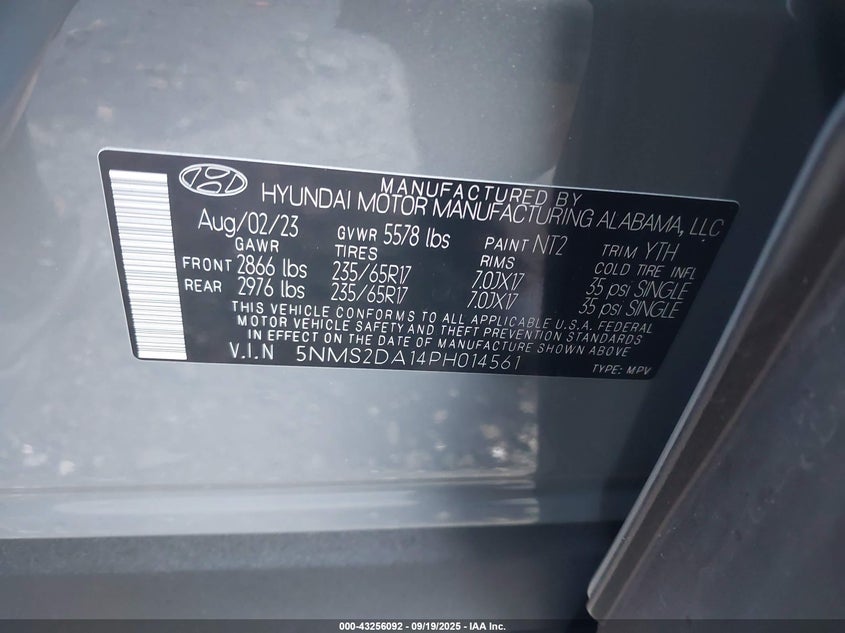 MANUFACTURED BY
HYUNDAI MOTOR MANUFACTURING ALABAMA, LLC
Aug/02/23 GVWR 5578 lbs PAINT NT2 TRIM YTH
GAWR TIRES RIMS COLD TIRE INFL
FRONT 2866 lbs 235/65R17 7.0JX17 35 psi SINGLE
REAR 2976 lbs 235/65R17 7.0JX17 35 psi SINGLE
THIS VEHICLE CONFORMS TO ALL APPLICABLE U.S.A. FEDERAL
MOTOR VEHICLE SAFETY AND THEFT PREVENTION STANDARDS
IN EFFECT ON THE DATE OF MANUFACTURE SHOWN ABOVE
V.I.N 5NMS2DA14PH014561 TYPE: MPV
000-43256092 - 09/19/2025 - IAA Inc.